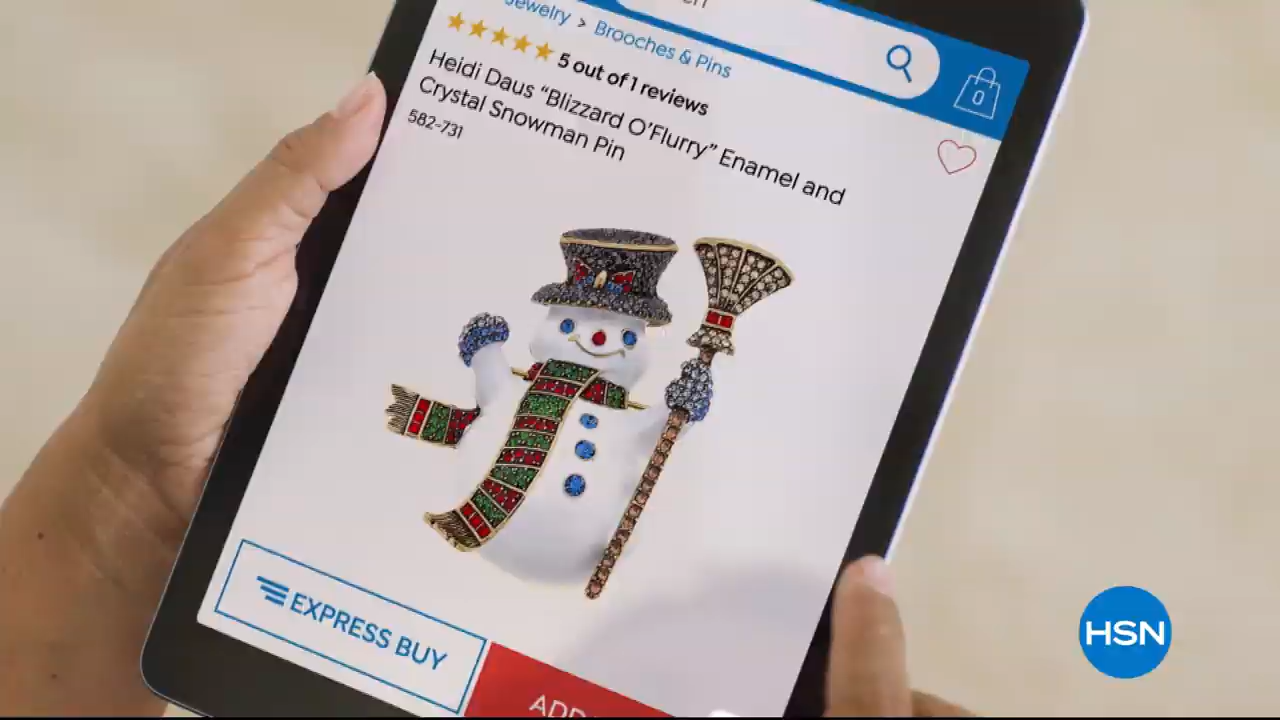 Jewelry > Brooches & Pins
5 out of 1 reviews
Heidi Daus “Blizzard O’Flurry” Enamel and
Crystal Snowman Pin
582-731
0
EXPRESS BUY
ADD
HSN